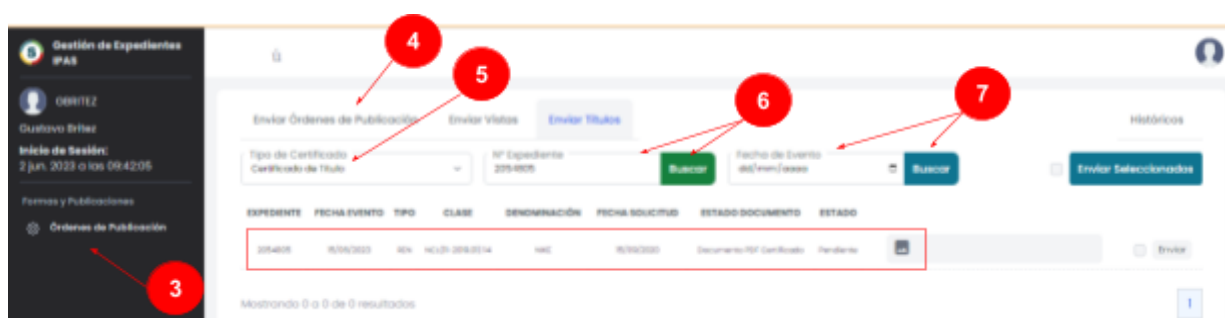 Gestión de Expedientes
IPAS
GBRITEZ
Gustavo Britez
Inicio de Sesión:
2 jun. 2023 a las 09:42:05
Formas y Publicaciones
Órdenes de Publicación
3
4
5
6
7
Enviar Órdenes de Publicación
Enviar Vistas
Enviar Títulos
Históricos
Tipo de Certificado
Certificado de Título
N° Expediente
2054805
Buscar
Fecha de Evento
dd/mm/aaaa
Buscar
Enviar Seleccionados
EXPEDIENTE FECHA EVENTO TIPO CLASE DENOMINACIÓN FECHA SOLICITUD ESTADO DOCUMENTO ESTADO
2054805 REN NIKE Documento PDF Certificado Pendiente Enviar
Mostrando 0 a 0 de 0 resultados
1